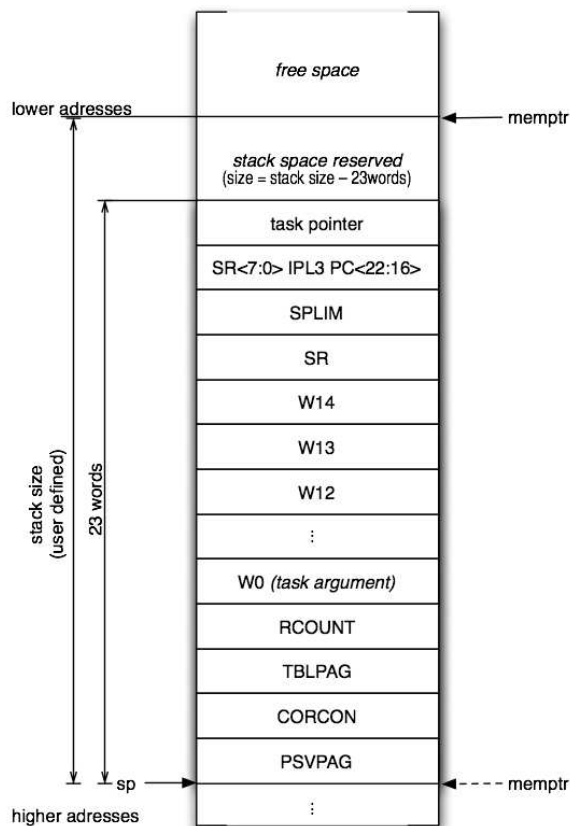 free space
lower adresses
memptr
stack space reserved
(size = stack size – 23words)
task pointer
SR<7:0> IPL3 PC<22:16>
SPLIM
SR
W14
W13
W12
⋮
W0 (task argument)
RCOUNT
TBLPAG
CORCON
PSVPAG
stack size
(user defined)
23 words
sp
memptr
⋮
higher adresses